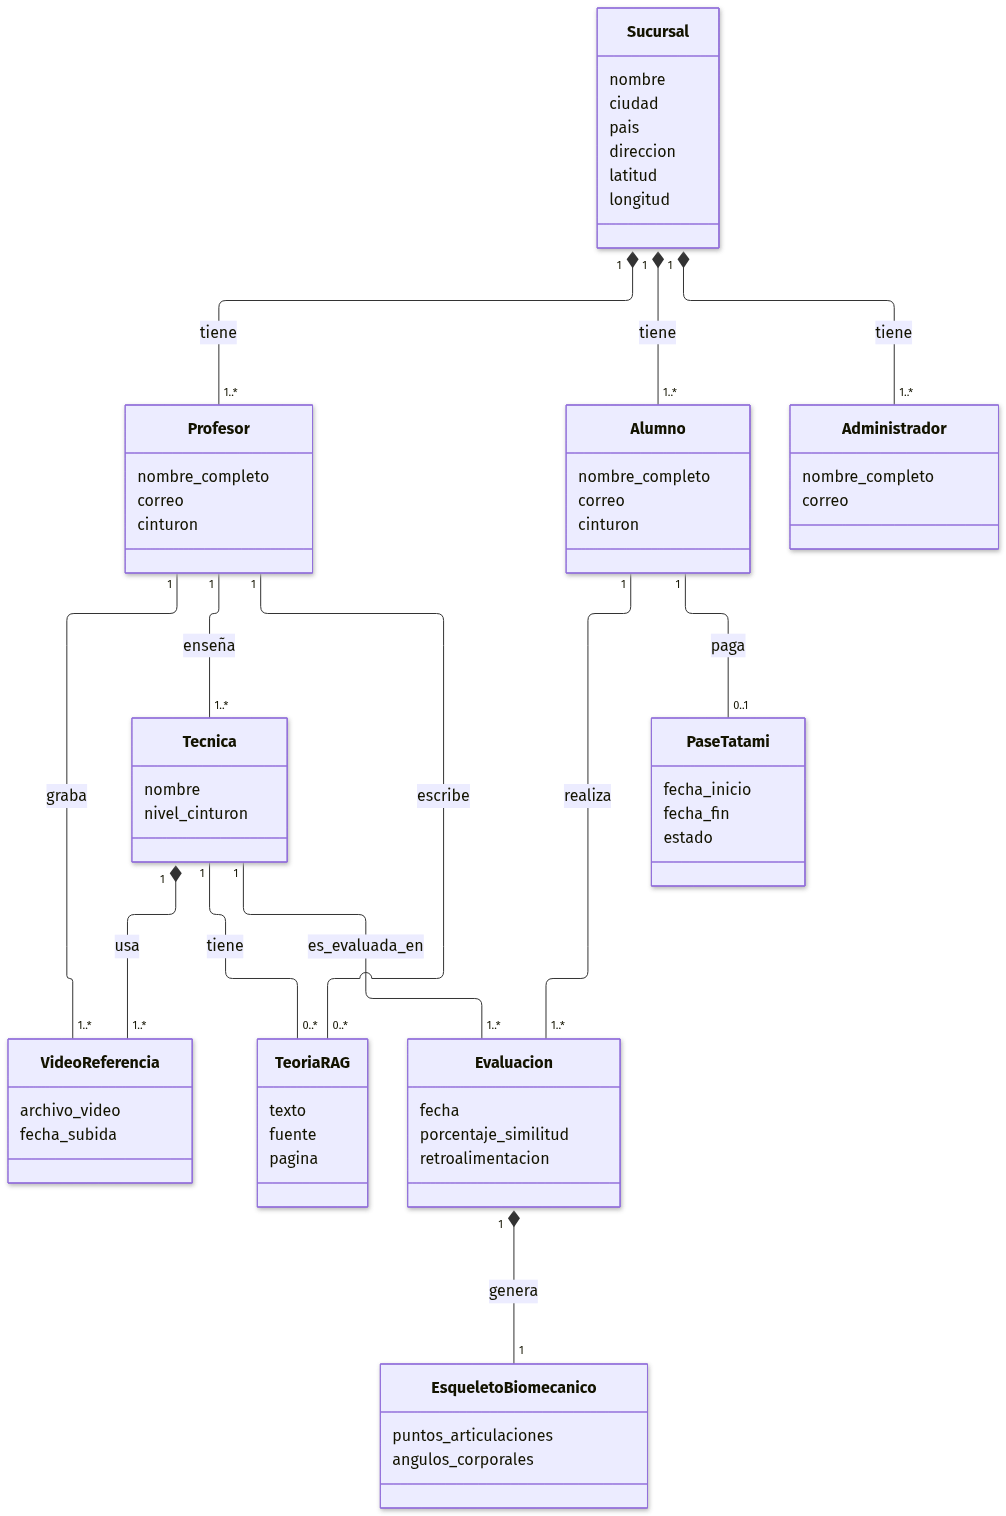 Sucursal
nombre
ciudad
pais
direccion
latitud
longitud
1
1
1
tiene
tiene
tiene
1..*
1..*
1..*
Profesor
nombre_completo
correo
cinturon
Alumno
nombre_completo
correo
cinturon
Administrador
nombre_completo
correo
1
1
1
1
1
enseña
paga
1..*
0..1
Tecnica
nombre
nivel_cinturon
PaseTatami
fecha_inicio
fecha_fin
estado
graba
escribe
realiza
1
1
1
usa
tiene
es_evaluada_en
1..*
1..*
0..*
0..*
1..*
1..*
VideoReferencia
archivo_video
fecha_subida
TeoriaRAG
texto
fuente
pagina
Evaluacion
fecha
porcentaje_similitud
retroalimentacion
1
genera
1
EsqueletoBiomecanico
puntos_articulaciones
angulos_corporales